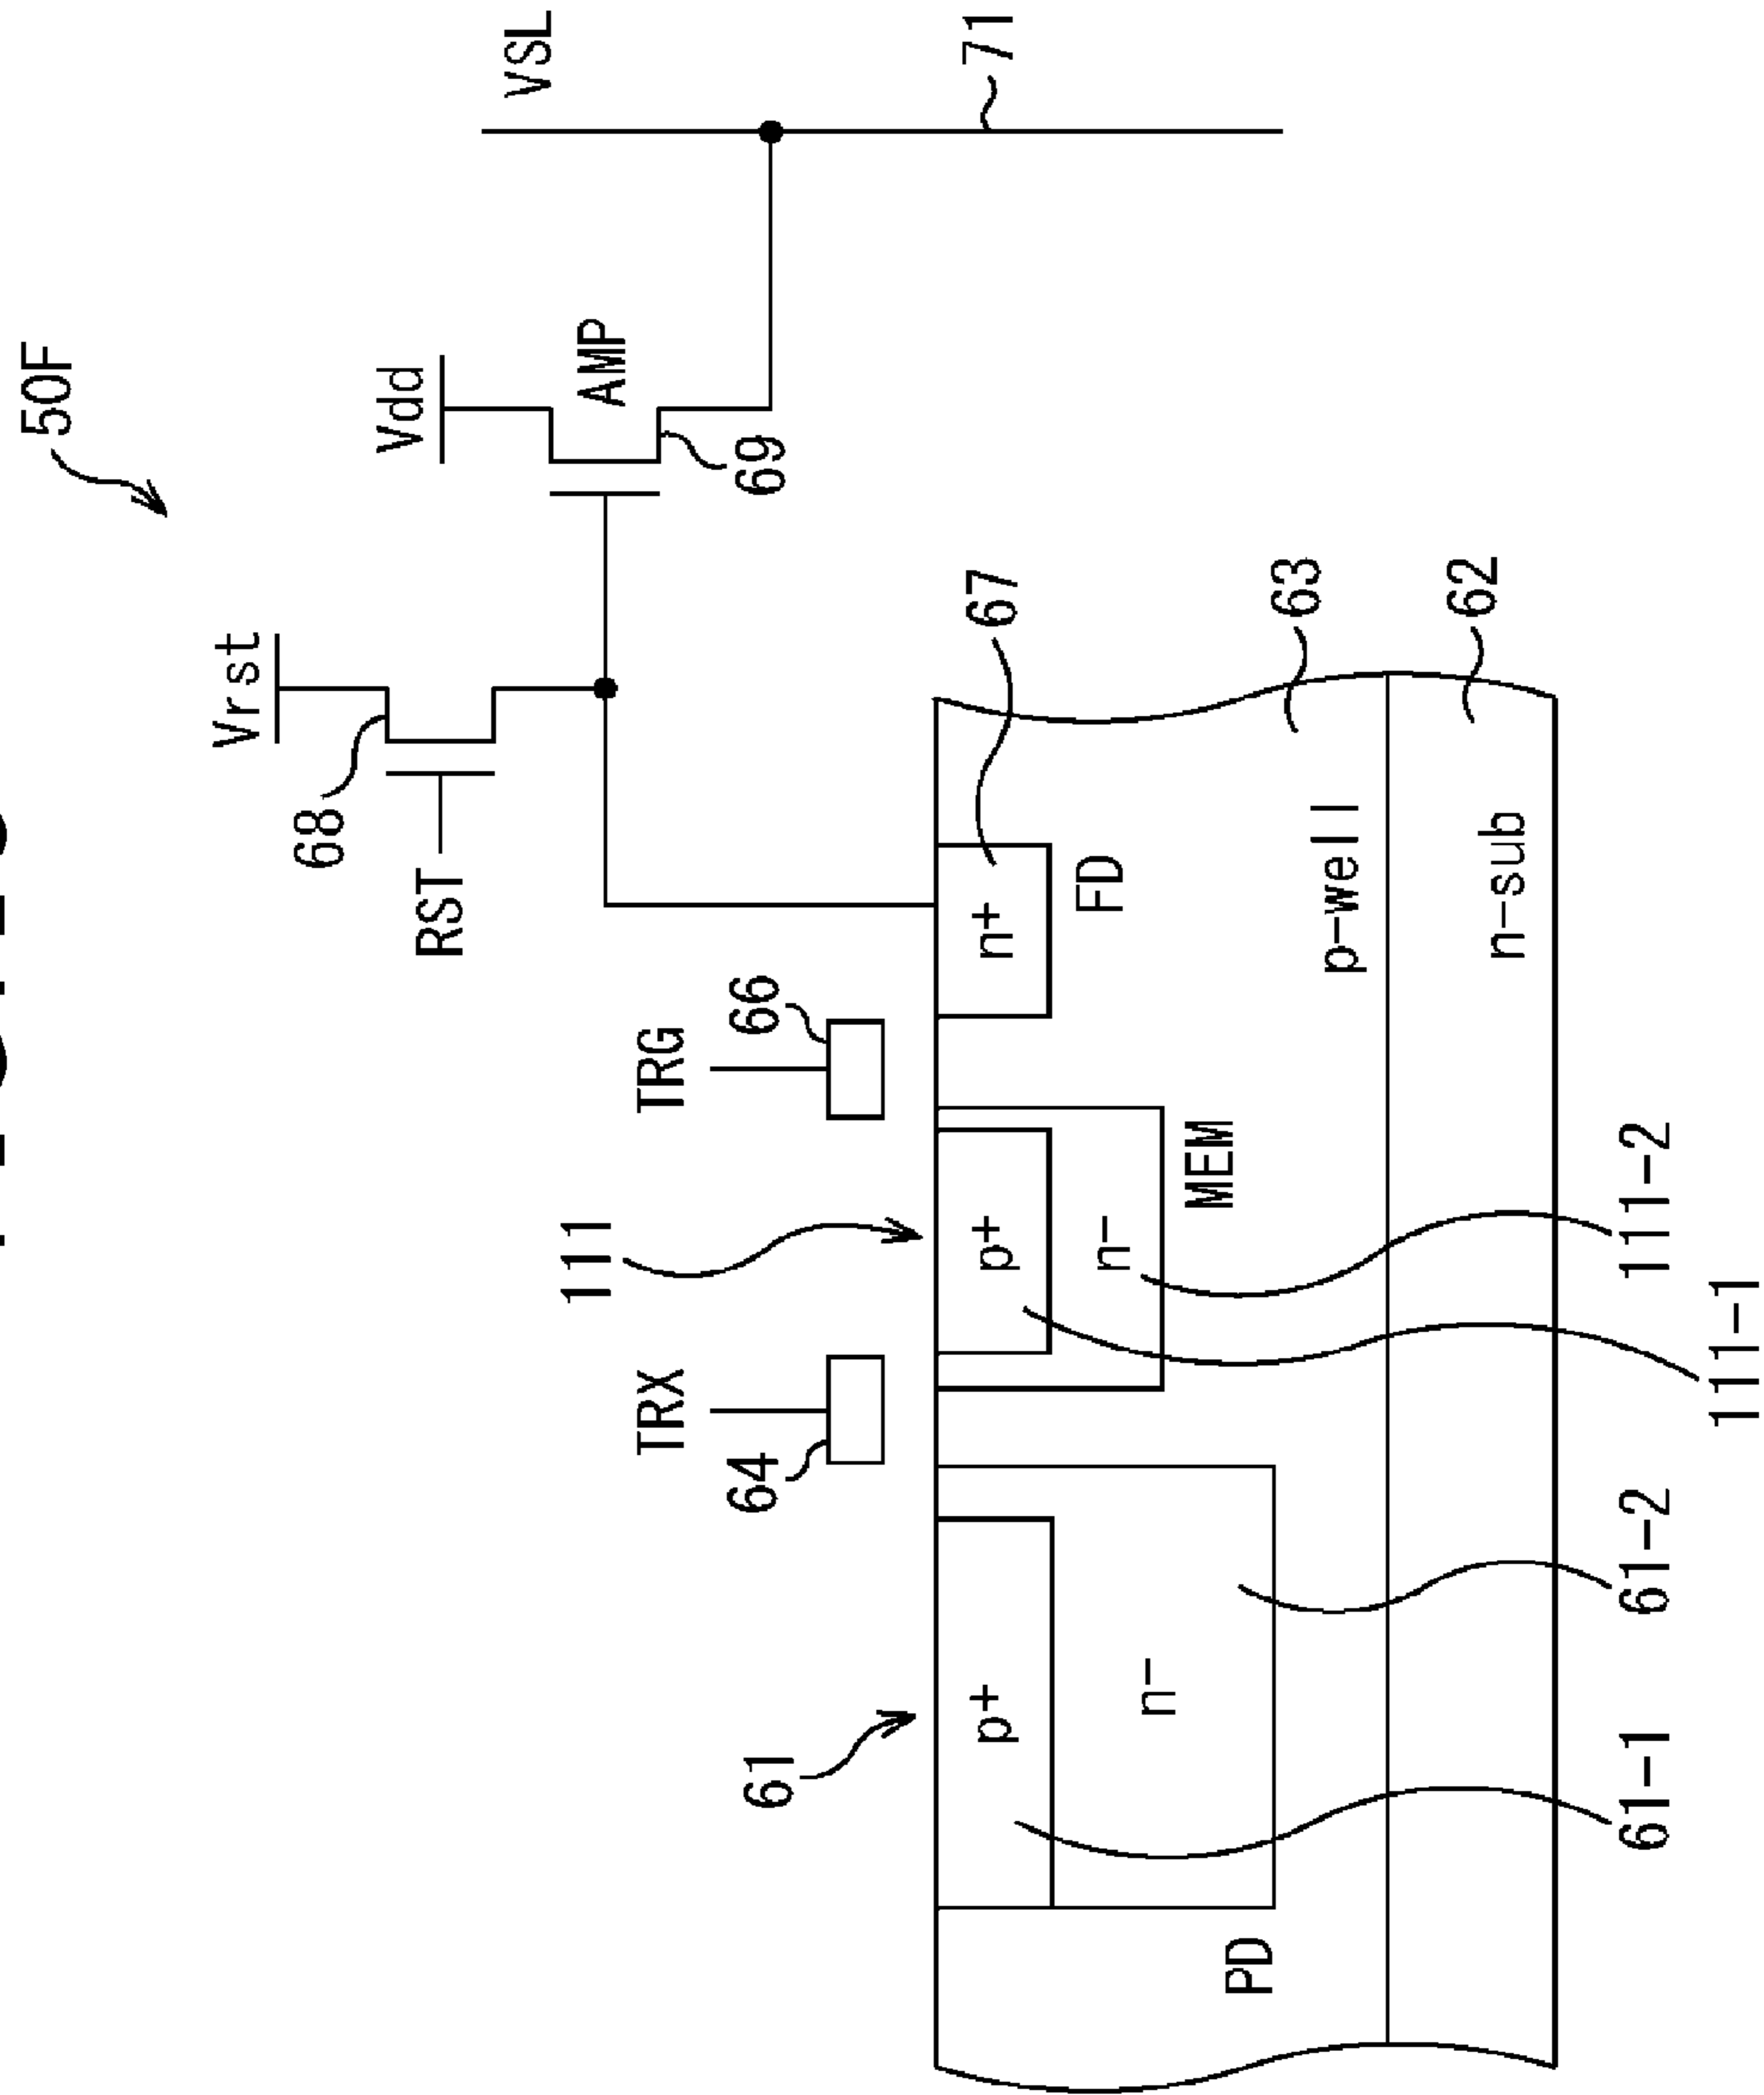 50F
Vrst
Vdd
68
RST
AMP
69
VSL
TRX
TRG
111
64
66
61
67
71
p+
p+
n+
n-
n-
FD
MEM
PD
63
p-well
62
n-sub
61-1
61-2
111-2
111-1